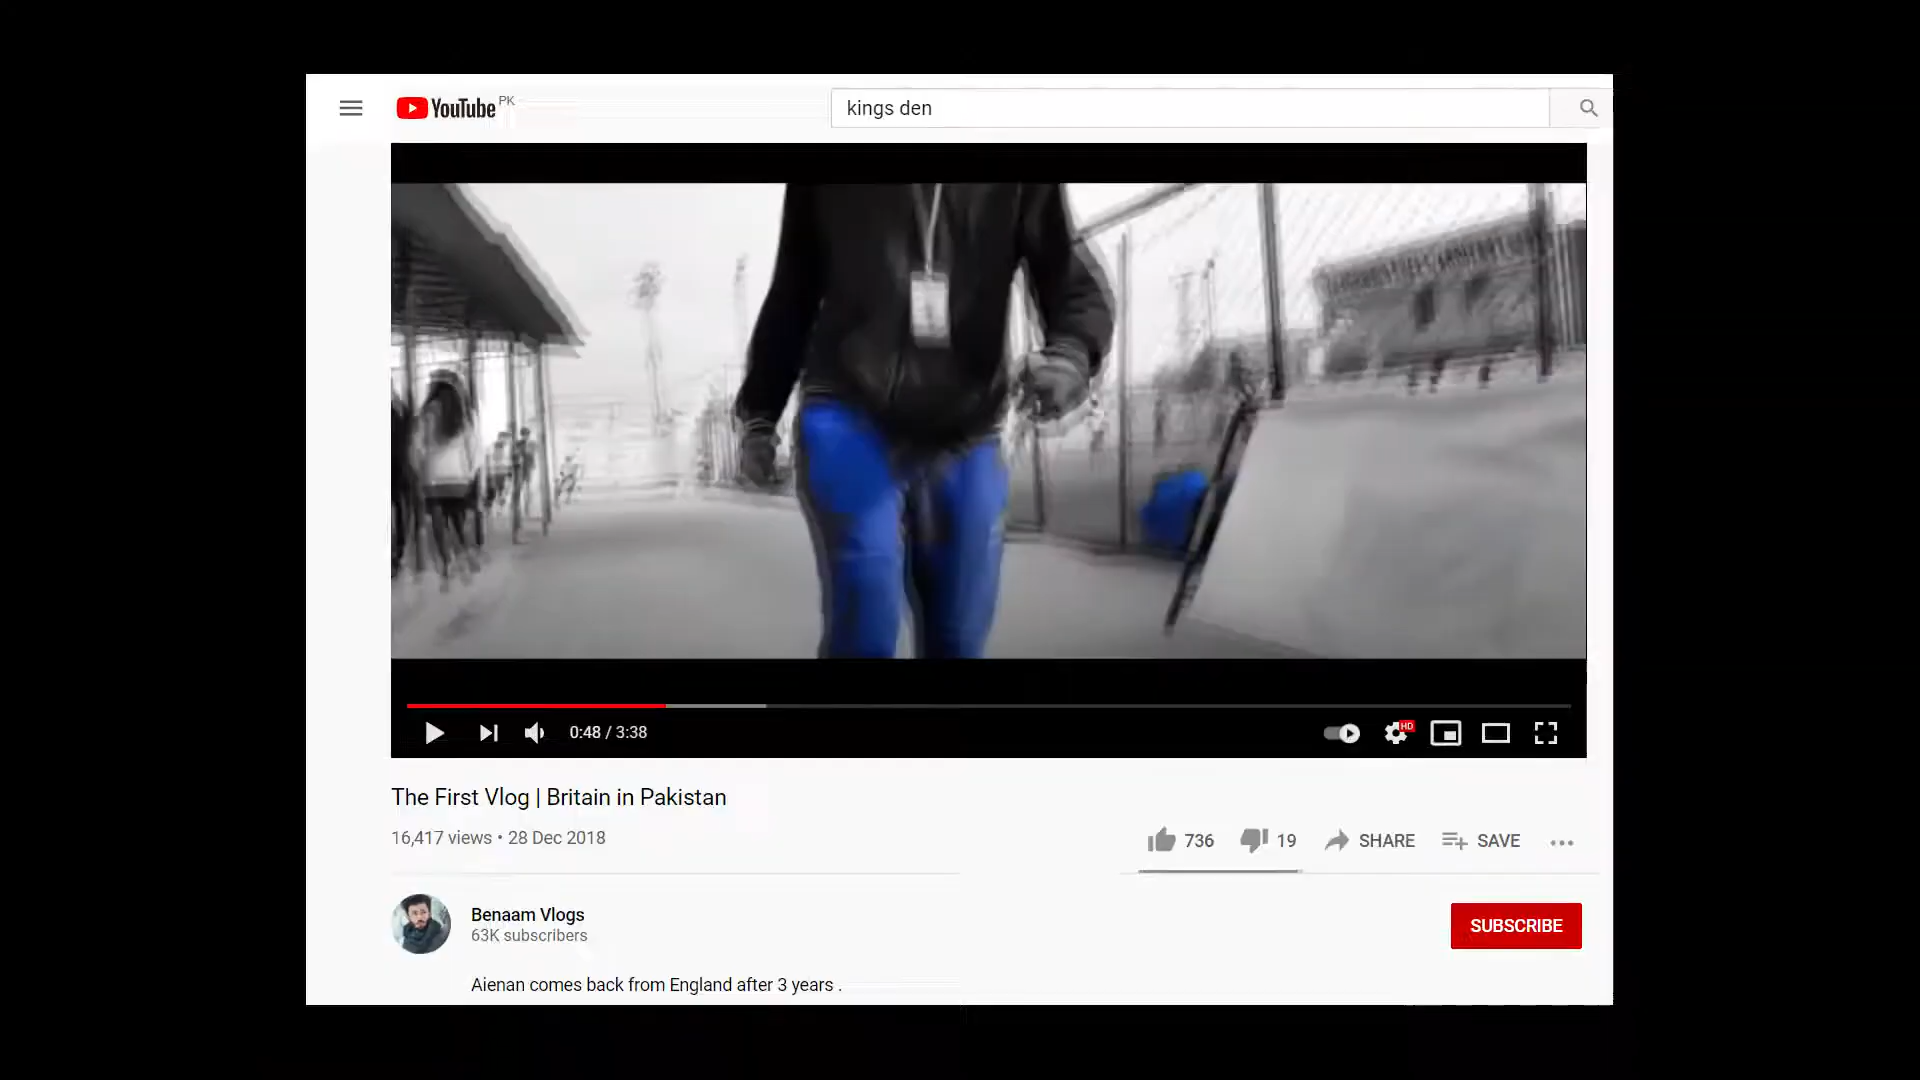 YouTube PK
kings den
0:48 / 3:38
HD
The First Vlog | Britain in Pakistan
16,417 views • 28 Dec 2018
736
19
SHARE
SAVE
Benaam Vlogs
63K subscribers
SUBSCRIBE
Aienan comes back from England after 3 years .